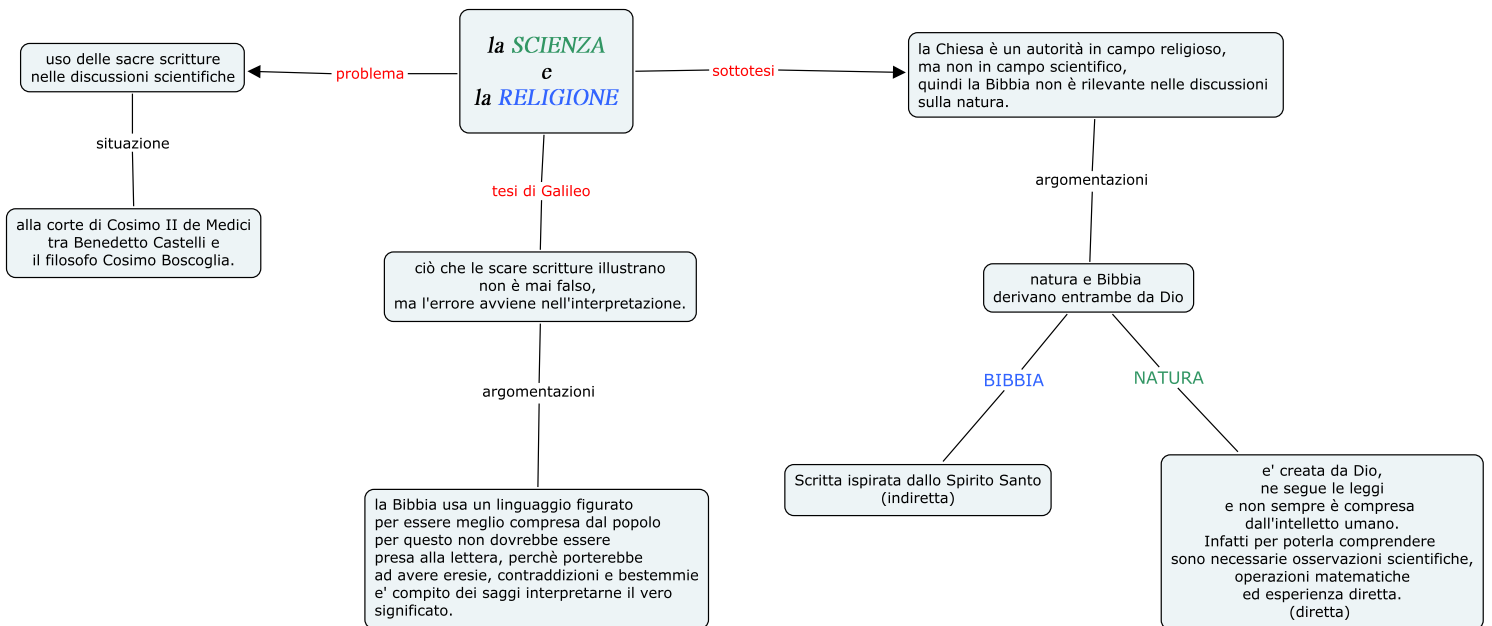 la SCIENZA
e
la RELIGIONE
problema
uso delle sacre scritture
nelle discussioni scientifiche
situazione
alla corte di Cosimo II de Medici
tra Benedetto Castelli e
il filosofo Cosimo Boscoglia.
tesi di Galileo
ciò che le scare scritture illustrano
non è mai falso,
ma l'errore avviene nell'interpretazione.
argomentazioni
la Bibbia usa un linguaggio figurato
per essere meglio compresa dal popolo
per questo non dovrebbe essere
presa alla lettera, perchè porterebbe
ad avere eresie, contraddizioni e bestemmie
e' compito dei saggi interpretarne il vero
significato.
sottotesi
la Chiesa è un autorità in campo religioso,
ma non in campo scientifico,
quindi la Bibbia non è rilevante nelle discussioni
sulla natura.
argomentazioni
natura e Bibbia
derivano entrambe da Dio
BIBBIA
Scritta ispirata dallo Spirito Santo
(indiretta)
NATURA
e' creata da Dio,
ne segue le leggi
e non sempre è compresa
dall'intelletto umano.
Infatti per poterla comprendere
sono necessarie osservazioni scientifiche,
operazioni matematiche
ed esperienza diretta.
(diretta)